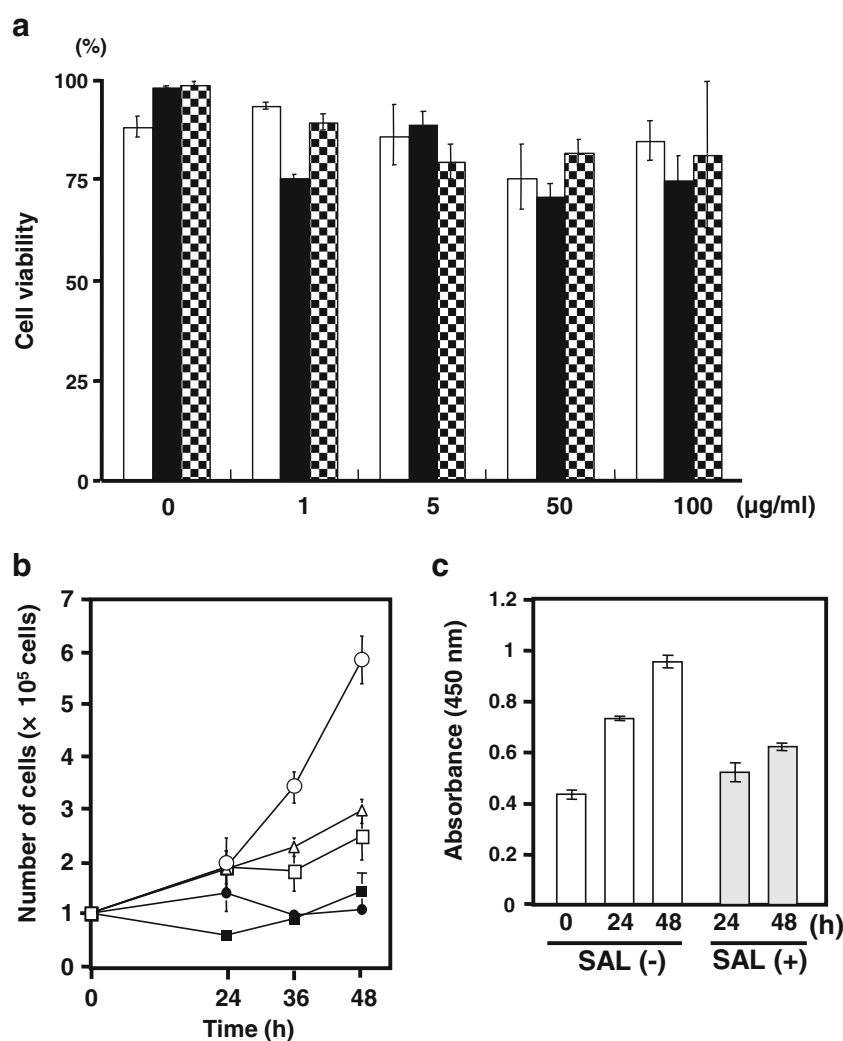 a
(%)
100
75
50
25
0
Cell viability
0 1 5 50 100 (µg/ml)
b
7
6
5
4
3
2
1
0
Number of cells (× 10⁵ cells)
0 24 36 48
Time (h)
c
1.2
1
0.8
0.6
0.4
0.2
0
Absorbance (450 nm)
0 24 48 24 48 (h)
SAL (-) SAL (+)